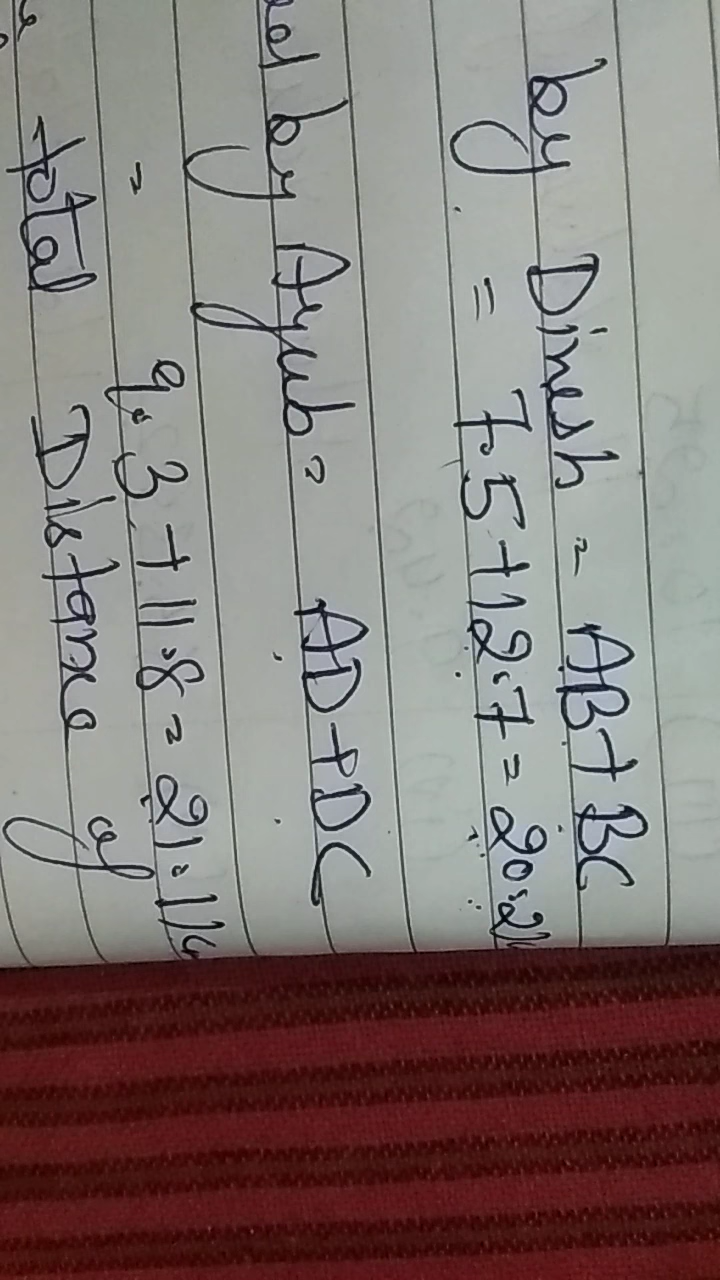 by Dinesh = AB + BC
= 7.5 + 12.7 = 20.2
by Ayub = AD + DC
= 9.3 + 11.8 = 21.1
total Distance of